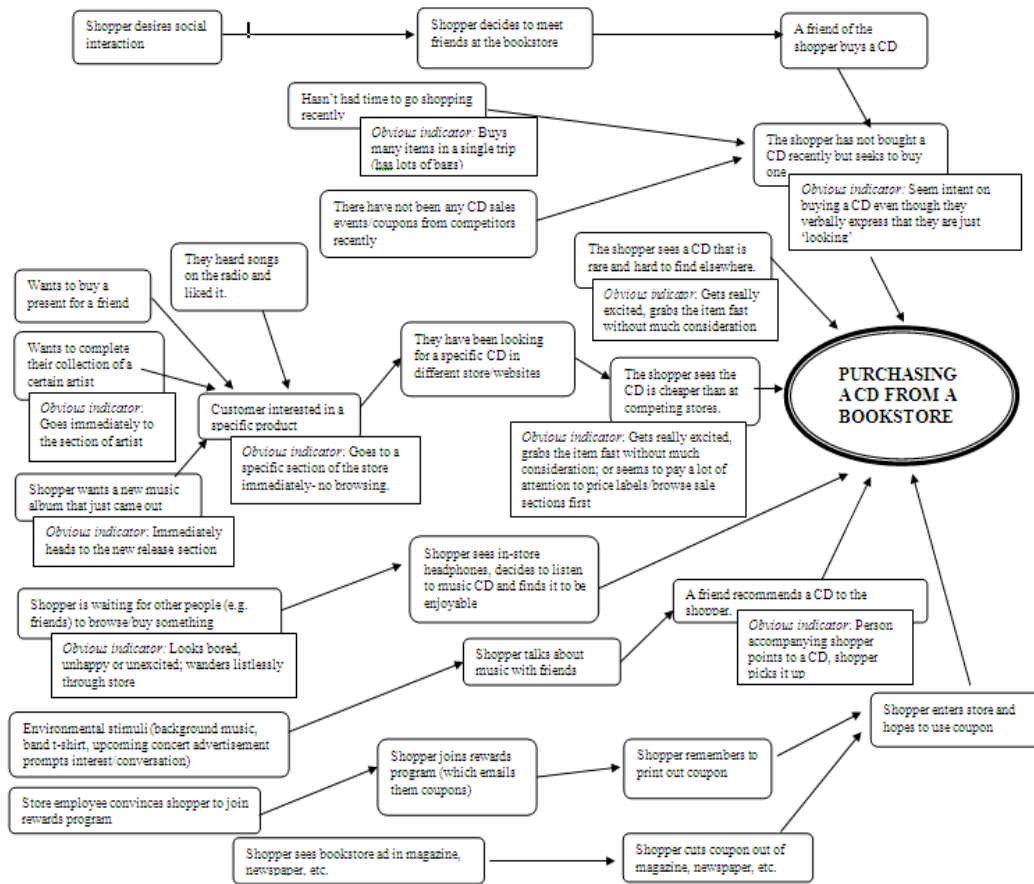 Shopper desires social
interaction
Shopper decides to meet
friends at the bookstore
A friend of the
shopper buys a CD
Hasn't had time to go shopping
recently
Obvious indicator: Buys
many items in a single trip
(has lots of bags)
The shopper has not bought a
CD recently but seeks to buy
one
Obvious indicator: Seem intent on
buying a CD even though they
verbally express that they are just
'looking'
There have not been any CD sales
events/coupons from competitors
recently
They heard songs
on the radio and
liked it.
The shopper sees a CD that is
rare and hard to find elsewhere.
Obvious indicator: Gets really
excited, grabs the item fast
without much consideration
Wants to buy a
present for a friend
Wants to complete
their collection of a
certain artist
Obvious indicator:
Goes immediately to
the section of artist
Customer interested in a
specific product
Obvious indicator: Goes to a
specific section of the store
immediately- no browsing.
They have been looking
for a specific CD in
different store/websites
The shopper sees the
CD is cheaper than at
competing stores.
Obvious indicator: Gets really excited,
grabs the item fast without much
consideration; or seems to pay a lot of
attention to price labels/browse sale
sections first
PURCHASING
A CD FROM A
BOOKSTORE
Shopper wants a new music
album that just came out
Obvious indicator: Immediately
heads to the new release section
Shopper sees in-store
headphones, decides to listen
to music CD and finds it to be
enjoyable
Shopper is waiting for other people (e.g.
friends) to browse/buy something
Obvious indicator: Looks bored,
unhappy or unexcited; wanders listlessly
through store
A friend recommends a CD to the
shopper.
Obvious indicator: Person
accompanying shopper
points to a CD, shopper
picks it up
Shopper talks about
music with friends
Environmental stimuli (background music,
band t-shirt, upcoming concert advertisement
prompts interest/conversation)
Shopper enters store and
hopes to use coupon
Shopper joins rewards
program (which emails
them coupons)
Shopper remembers to
print out coupon
Store employee convinces shopper to join
rewards program
Shopper sees bookstore ad in magazine,
newspaper, etc.
Shopper cuts coupon out of
magazine, newspaper, etc.